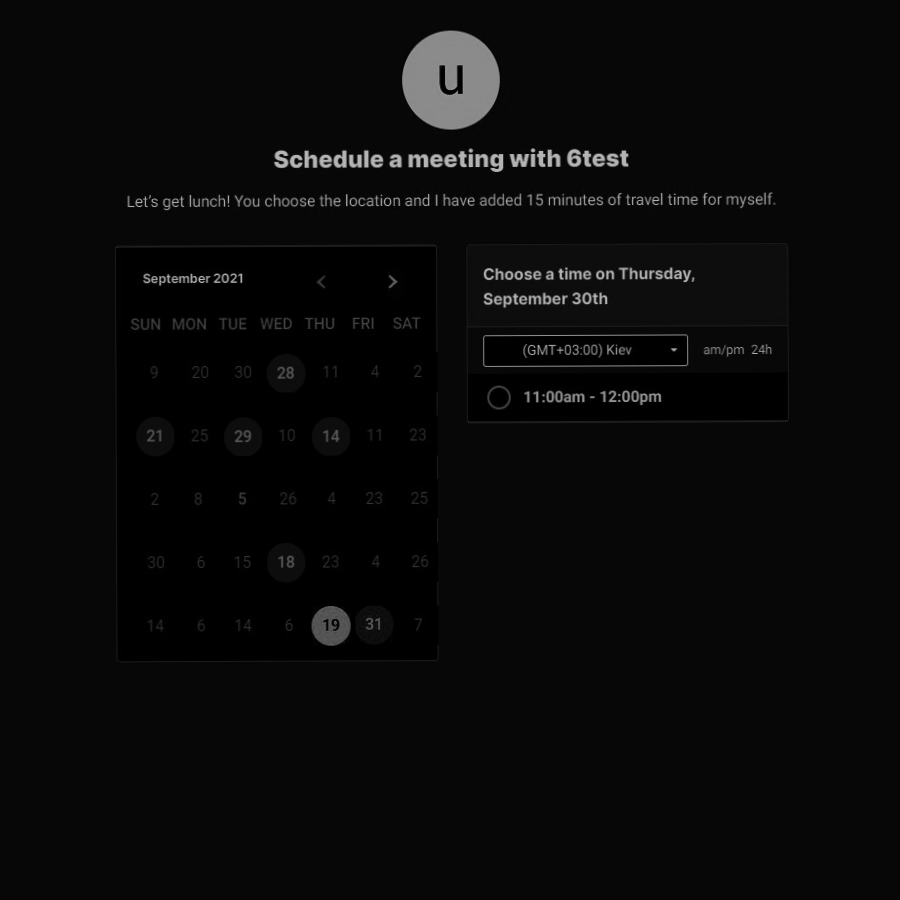 u
Schedule a meeting with 6test
Let's get lunch! You choose the location and I have added 15 minutes of travel time for myself.
September 2021
SUN MON TUE WED THU FRI SAT
9 20 30 28 11 4 2
21 25 29 10 14 11 23
2 8 5 26 4 23 25
30 6 15 18 23 4 26
14 6 14 6 19 31 7
Choose a time on Thursday,
September 30th
(GMT+03:00) Kiev
am/pm 24h
11:00am - 12:00pm